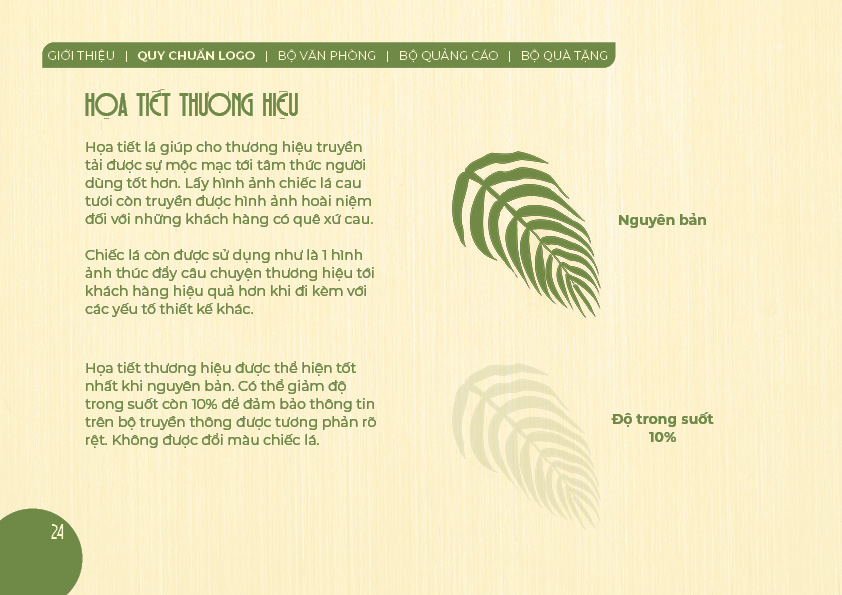 GIỚI THIỆU | QUY CHUẨN LOGO | BỘ VĂN PHÒNG | BỘ QUẢNG CÁO | BỘ QUÀ TẶNG
HỌA TIẾT THƯƠNG HIỆU
Họa tiết lá giúp cho thương hiệu truyền
tải được sự mộc mạc tới tâm thức người
dùng tốt hơn. Lấy hình ảnh chiếc lá cau
tươi còn truyền được hình ảnh hoài niệm
đối với những khách hàng có quê xứ cau.
Chiếc lá còn được sử dụng như là 1 hình
ảnh thúc đẩy câu chuyện thương hiệu tới
khách hàng hiệu quả hơn khi đi kèm với
các yếu tố thiết kế khác.
Nguyên bản
Họa tiết thương hiệu được thể hiện tốt
nhất khi nguyên bản. Có thể giảm độ
trong suốt còn 10% để đảm bảo thông tin
trên bộ truyền thông được tương phản rõ
rệt. Không được đổi màu chiếc lá.
Độ trong suốt
10%
24